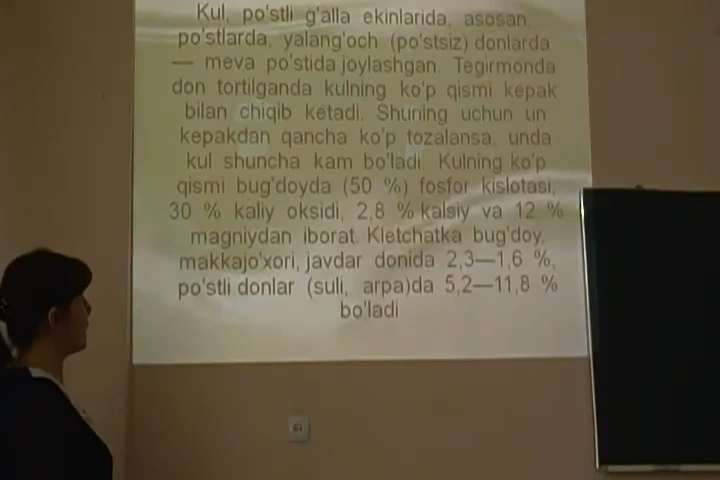 Kul, po'stli g'alla ekinlarida, asosan,
po'stlarda, yalang'och (po'stsiz) donlarda
— meva po'stida joylashgan. Tegirmonda
don tortilganda kulning ko'p qismi kepak
bilan chiqib ketadi. Shuning uchun un
kepakdan qancha ko'p tozalansa, unda
kul shuncha kam bo'ladi. Kulning ko'p
qismi bug'doyda (50 %) fosfor kislotasi,
30 % kaliy oksidi, 2,8 % kalsiy va 12 %
magniydan iborat. Kletchatka bug'doy,
makkajo'xori, javdar donida 2,3—1,6 %,
po'stli donlar (suli, arpa)da 5,2—11,8 %
bo'ladi